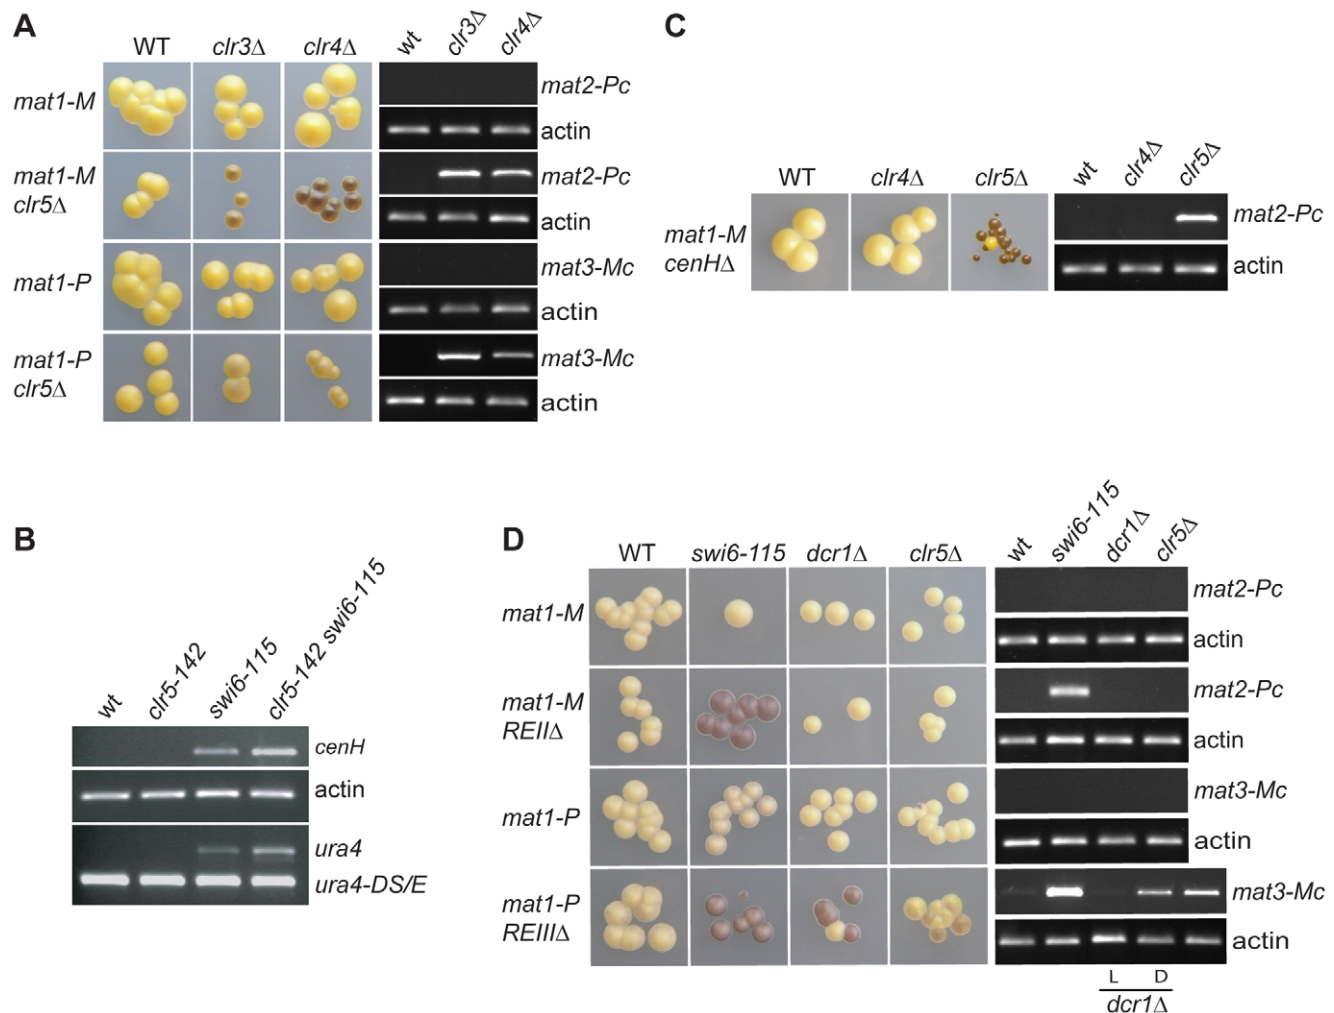 A
WT clr3Δ clr4Δ wt clr3Δ clr4Δ
mat1-M
mat2-Pc
actin
mat1-M
clr5Δ
mat2-Pc
actin
mat1-P
mat3-Mc
actin
mat1-P
clr5Δ
mat3-Mc
actin
C
WT clr4Δ clr5Δ wt clr4Δ clr5Δ
mat1-M
cenHΔ
mat2-Pc
actin
B
wt clr5-142 swi6-115 clr5-142 swi6-115
cenH
actin
ura4
ura4-DS/E
D
WT swi6-115 dcr1Δ clr5Δ wt swi6-115 dcr1Δ clr5Δ
mat1-M
mat2-Pc
actin
mat1-M
REIIΔ
mat2-Pc
actin
mat1-P
mat3-Mc
actin
mat1-P
REIIIΔ
mat3-Mc
actin
L D
dcr1Δ